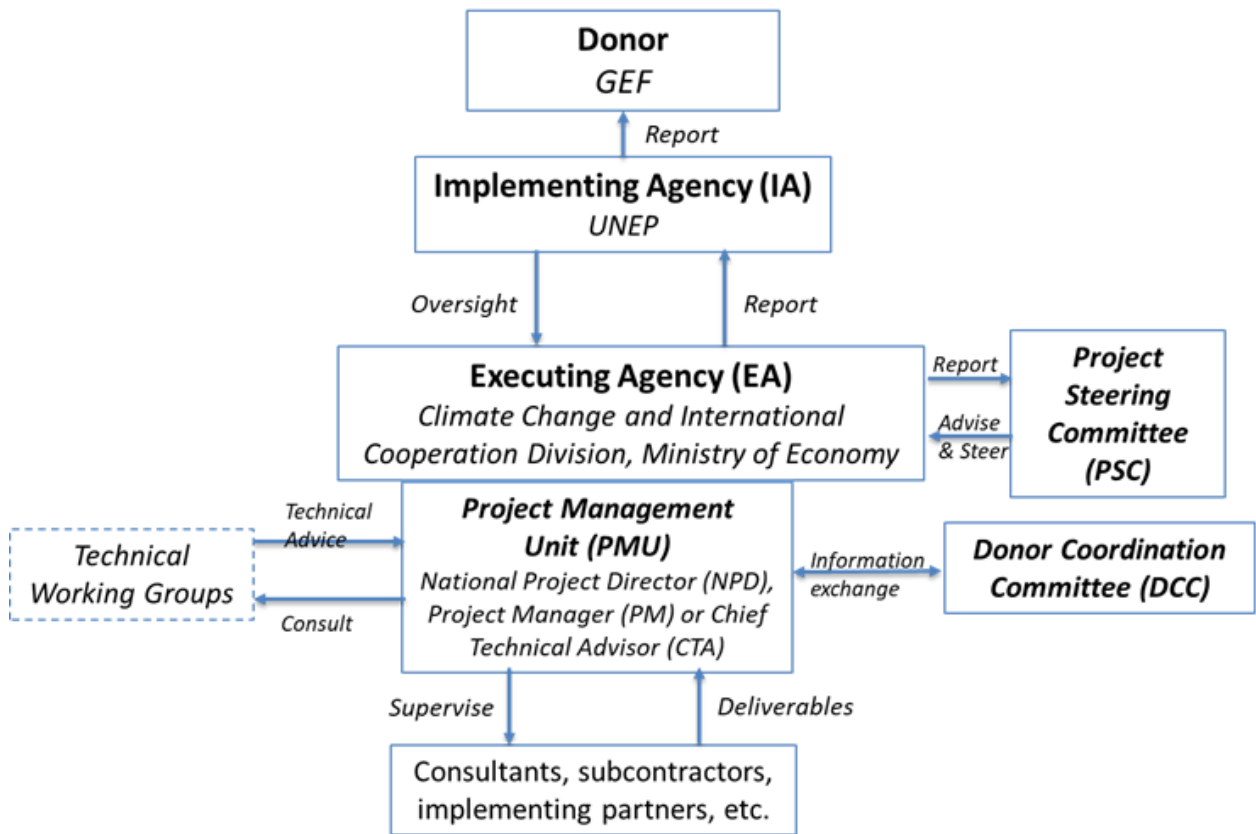 Donor
GEF
Report
Implementing Agency (IA)
UNEP
Oversight
Report
Executing Agency (EA)
Climate Change and International
Cooperation Division, Ministry of Economy
Report
Advise
& Steer
Project
Steering
Committee
(PSC)
Technical
Advice
Technical
Working Groups
Consult
Project Management
Unit (PMU)
National Project Director (NPD),
Project Manager (PM) or Chief
Technical Advisor (CTA)
Information
exchange
Donor Coordination
Committee (DCC)
Supervise
Deliverables
Consultants, subcontractors,
implementing partners, etc.